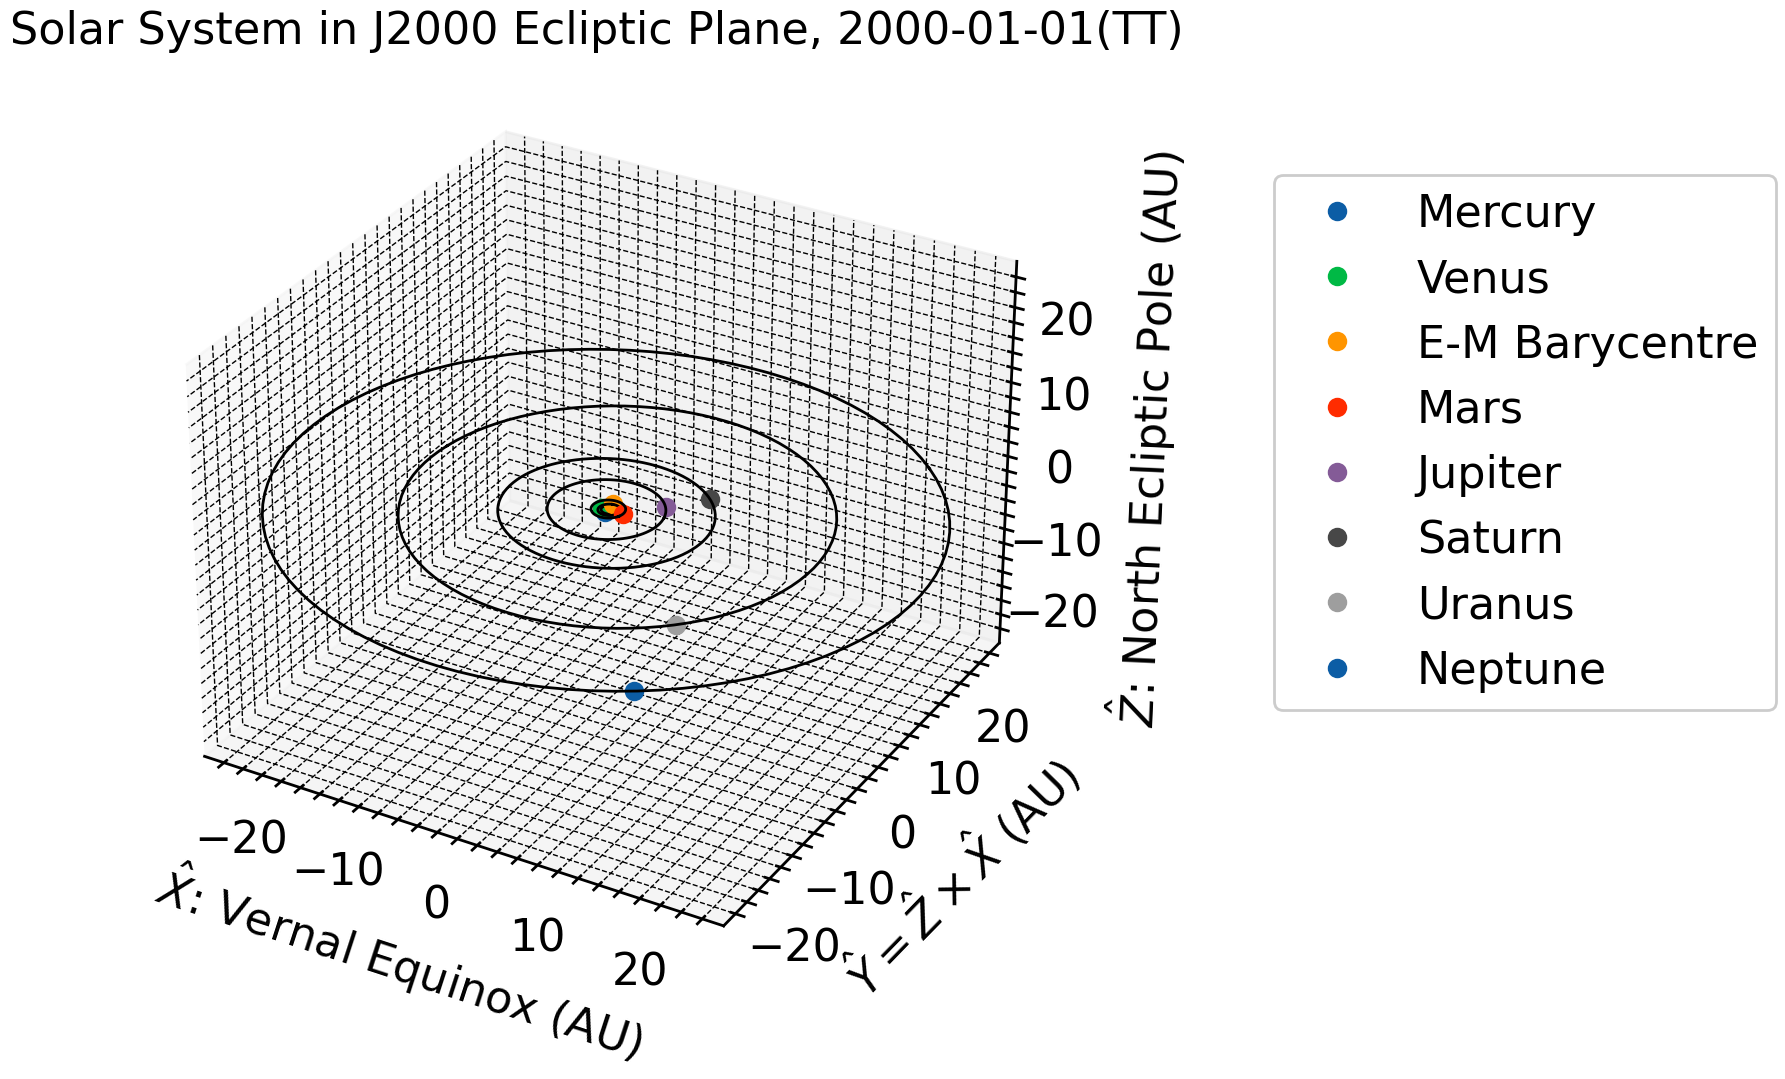 Solar System in J2000 Ecliptic Plane, 2000-01-01(TT)
Mercury
Venus
E-M Barycentre
Mars
Jupiter
Saturn
Uranus
Neptune
20
10
0
−10
−20
Ẑ: North Ecliptic Pole (AU)
20
10
0
−10
−20
Ŷ = Ẑ × X̂ (AU)
−20
−10
0
10
20
X̂: Vernal Equinox (AU)